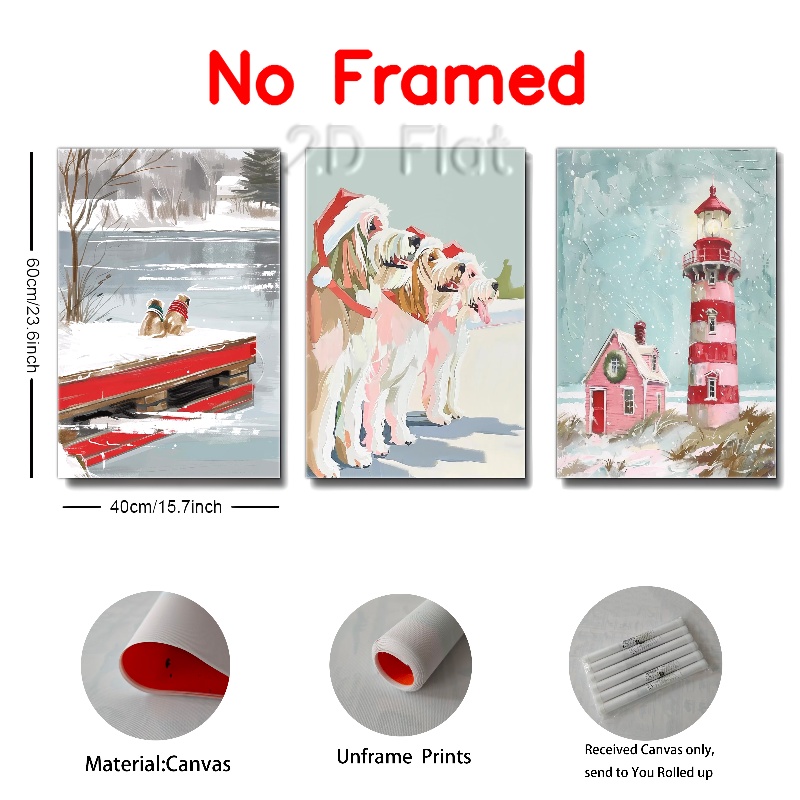 No Framed
2D Flat
60cm/23.6inch
40cm/15.7inch
Material:Canvas
Unframe Prints
Received Canvas only,
send to You Rolled up